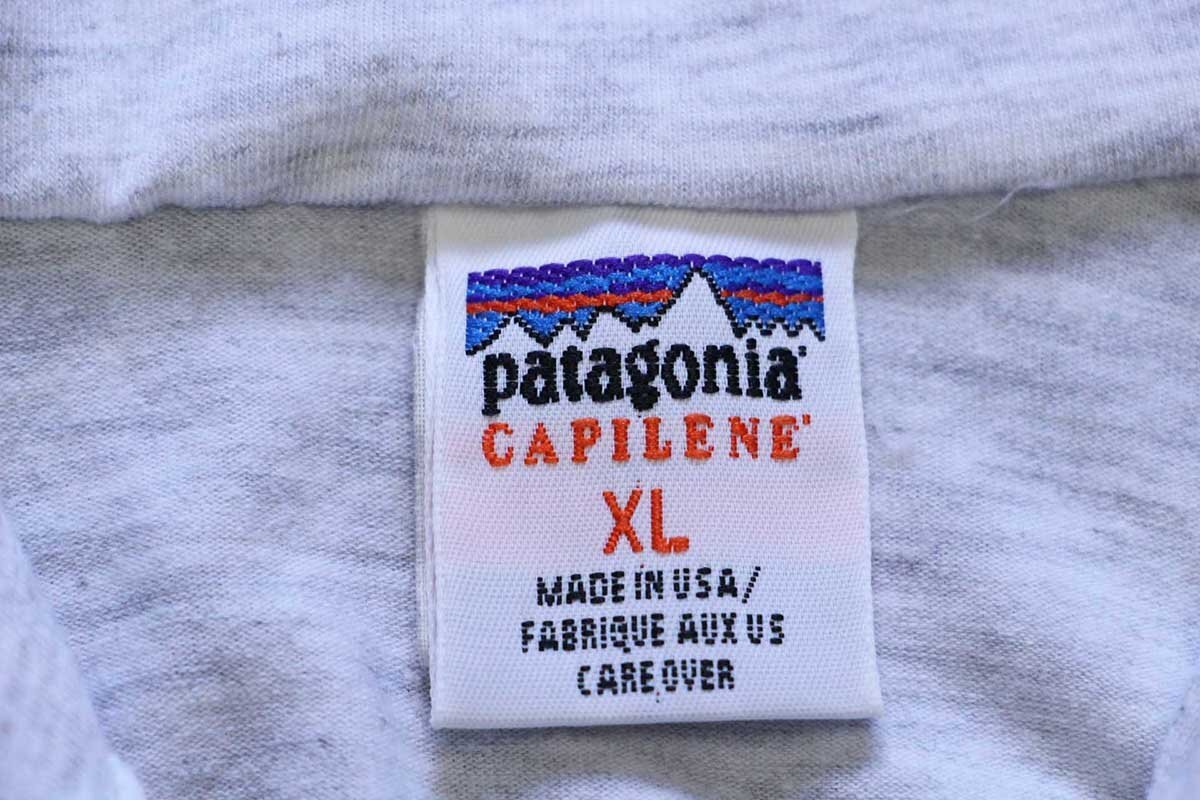 patagonia®
CAPILENE®
XL
MADE IN USA/
FABRIQUE AUX US
CARE OVER